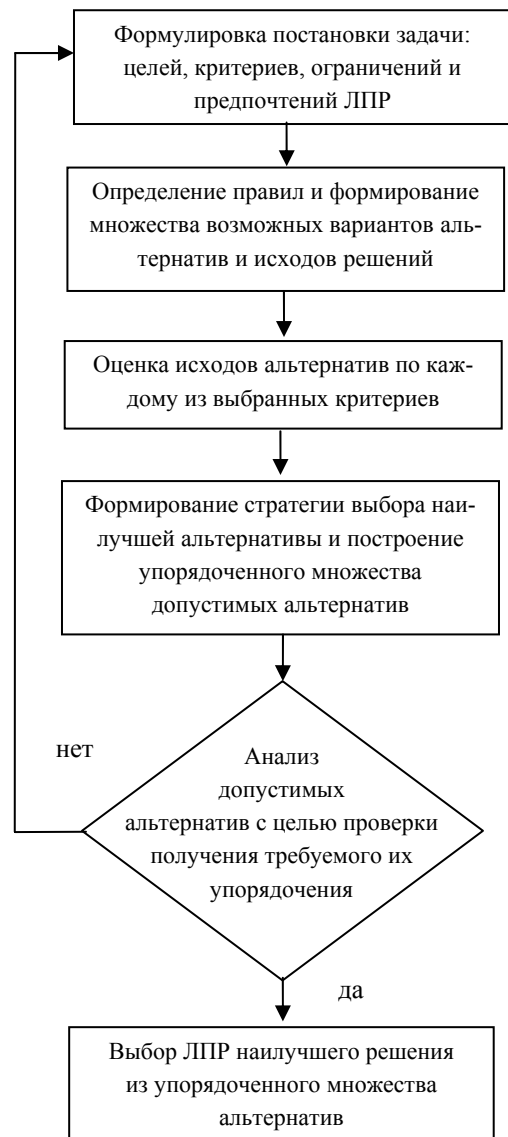 Формулировка постановки задачи:
целей, критериев, ограничений и
предпочтений ЛПР
Определение правил и формирование
множества возможных вариантов аль-
тернатив и исходов решений
Оценка исходов альтернатив по каж-
дому из выбранных критериев
Формирование стратегии выбора наи-
лучшей альтернативы и построение
упорядоченного множества
допустимых альтернатив
нет
Анализ
допустимых
альтернатив с целью проверки
получения требуемого их
упорядочения
да
Выбор ЛПР наилучшего решения
из упорядоченного множества
альтернатив